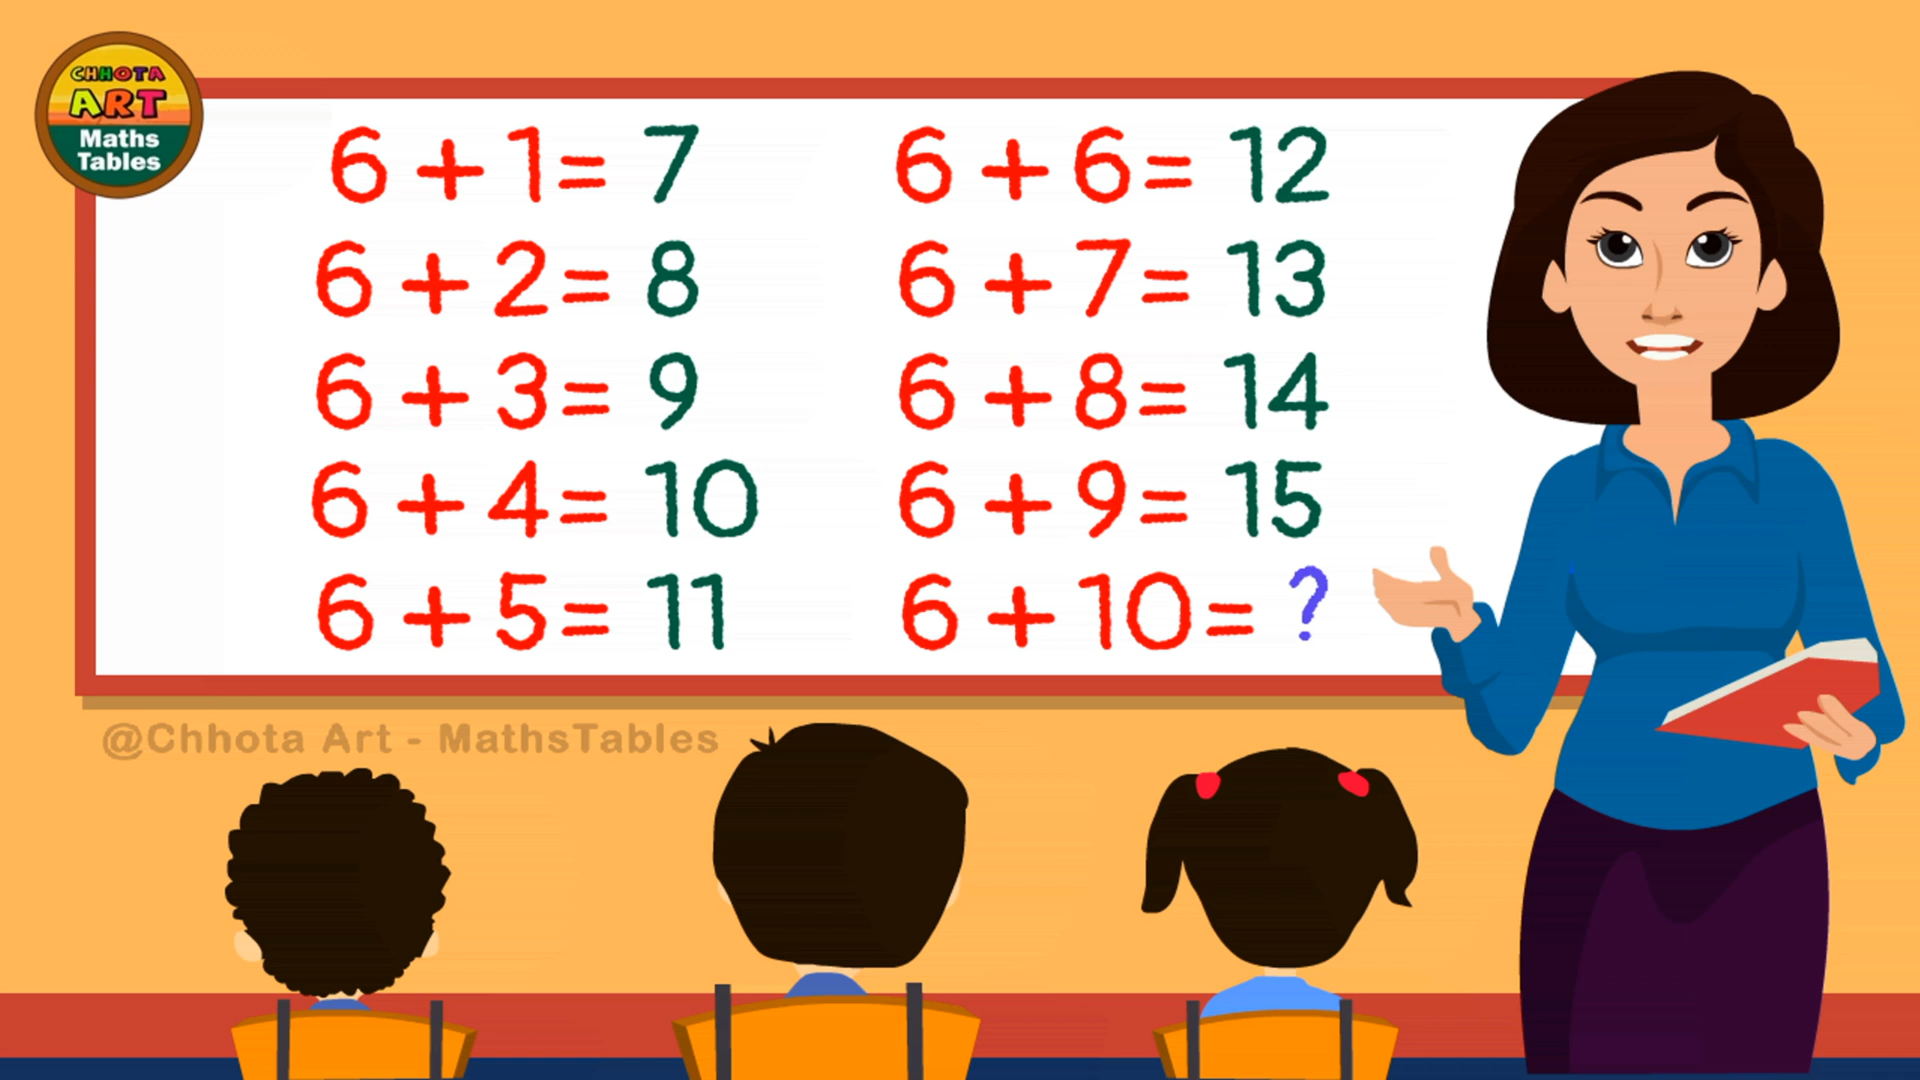 CHHOTA
ART
Maths
Tables
6 + 1 = 7
6 + 2 = 8
6 + 3 = 9
6 + 4 = 10
6 + 5 = 11
6 + 6 = 12
6 + 7 = 13
6 + 8 = 14
6 + 9 = 15
6 + 10 = ?
@Chhota Art - MathsTables